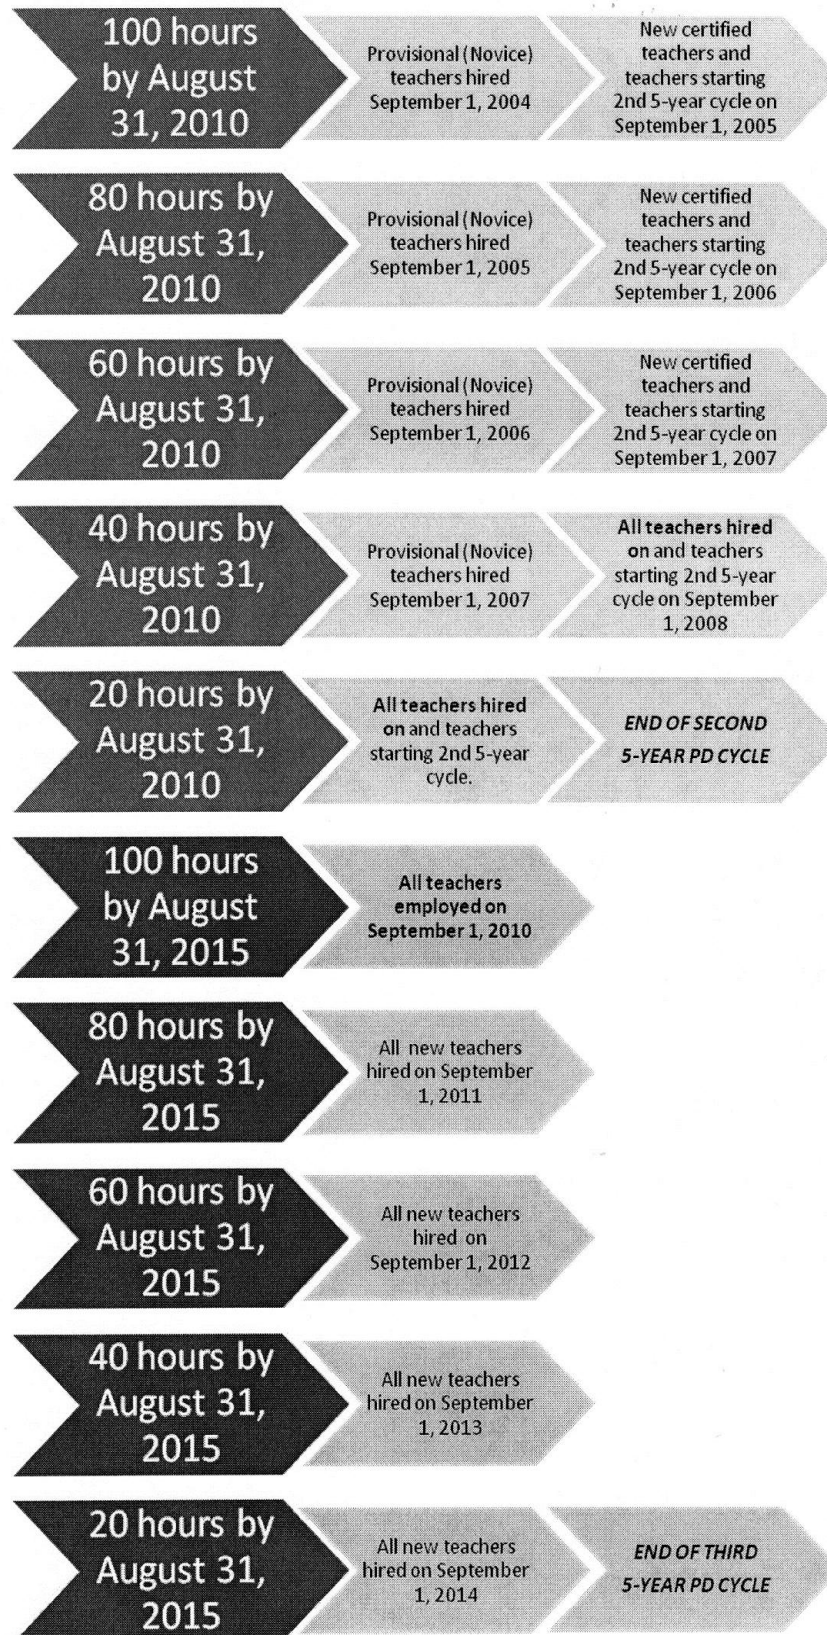 100 hours
by August
31, 2010
Provisional (Novice)
teachers hired
September 1, 2004
New certified
teachers and
teachers starting
2nd 5-year cycle on
September 1, 2005
80 hours by
August 31,
2010
Provisional (Novice)
teachers hired
September 1, 2005
New certified
teachers and
teachers starting
2nd 5-year cycle on
September 1, 2006
60 hours by
August 31,
2010
Provisional (Novice)
teachers hired
September 1, 2006
New certified
teachers and
teachers starting
2nd 5-year cycle on
September 1, 2007
40 hours by
August 31,
2010
Provisional (Novice)
teachers hired
September 1, 2007
All teachers hired
on and teachers
starting 2nd 5-year
cycle on September
1, 2008
20 hours by
August 31,
2010
All teachers hired
on and teachers
starting 2nd 5-year
cycle.
END OF SECOND
5-YEAR PD CYCLE
100 hours
by August
31, 2015
All teachers
employed on
September 1, 2010
80 hours by
August 31,
2015
All new teachers
hired on September
1, 2011
60 hours by
August 31,
2015
All new teachers
hired on
September 1, 2012
40 hours by
August 31,
2015
All new teachers
hired on September
1, 2013
20 hours by
August 31,
2015
All new teachers
hired on September
1, 2014
END OF THIRD
5-YEAR PD CYCLE